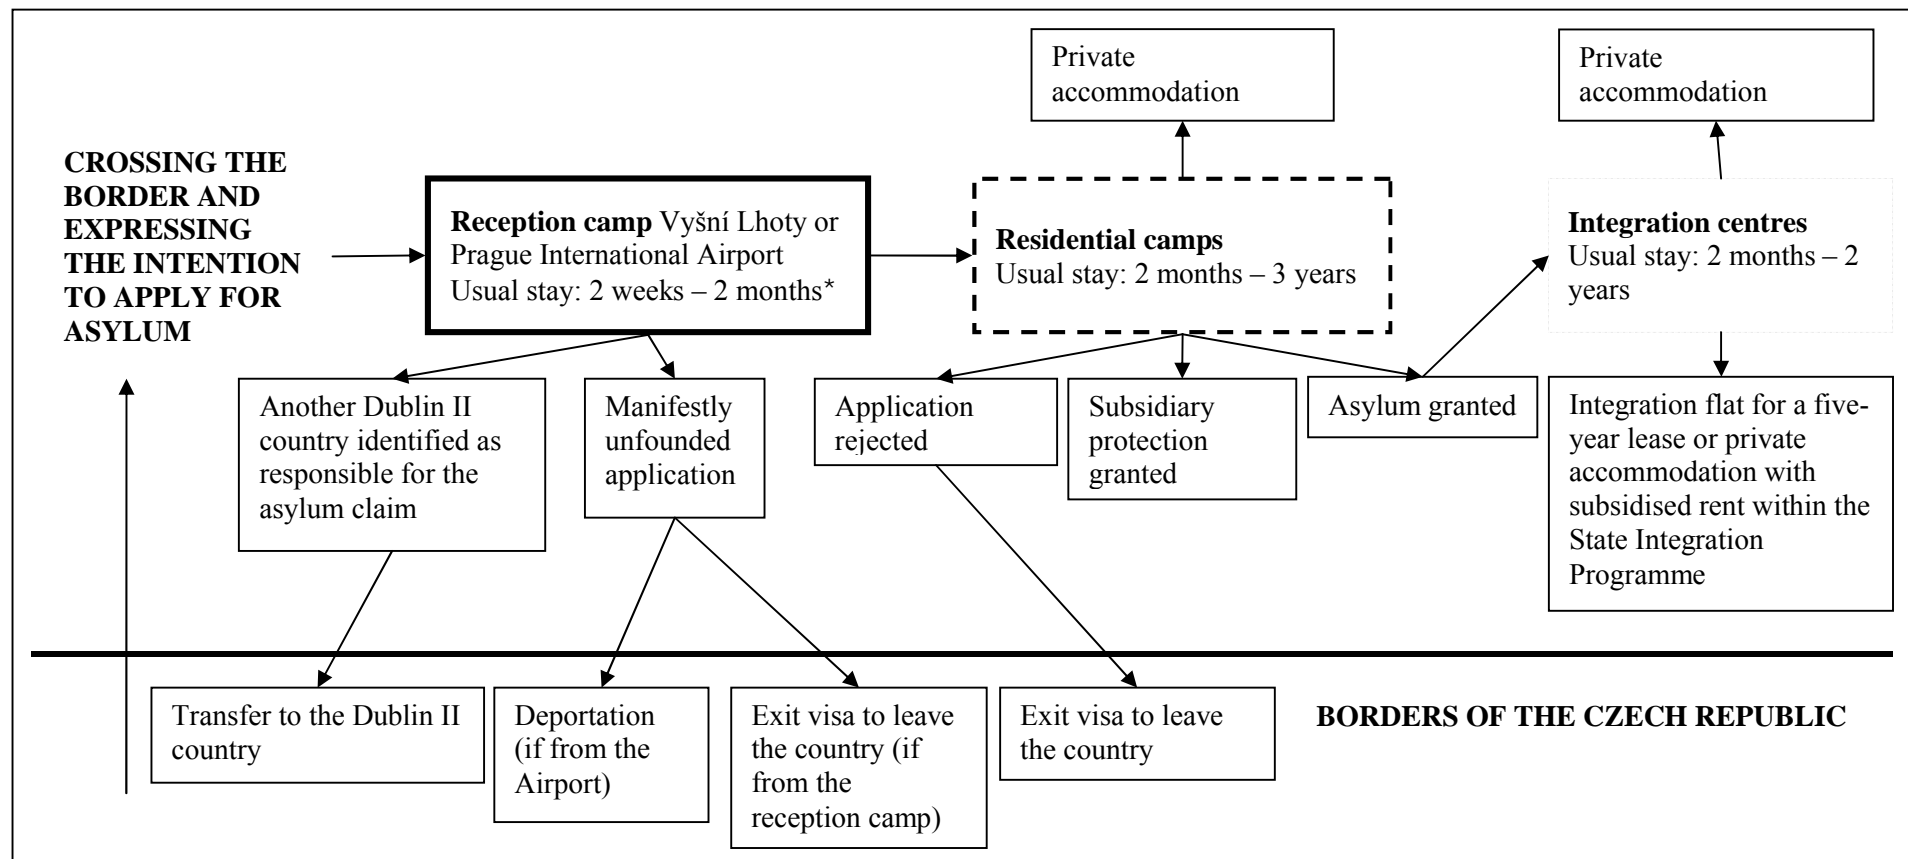 Private
accommodation
Private
accommodation
CROSSING THE
BORDER AND
EXPRESSING
THE INTENTION
TO APPLY FOR
ASYLUM
Reception camp Vyšní Lhoty or
Prague International Airport
Usual stay: 2 weeks – 2 months*
Residential camps
Usual stay: 2 months – 3 years
Integration centres
Usual stay: 2 months – 2
years
Another Dublin II
country identified as
responsible for the
asylum claim
Manifestly
unfounded
application
Application
rejected
Subsidiary
protection
granted
Asylum granted
Integration flat for a five-
year lease or private
accommodation with
subsidised rent within the
State Integration
Programme
Transfer to the Dublin II
country
Deportation
(if from the
Airport)
Exit visa to leave
the country (if
from the
reception camp)
Exit visa to leave
the country
BORDERS OF THE CZECH REPUBLIC